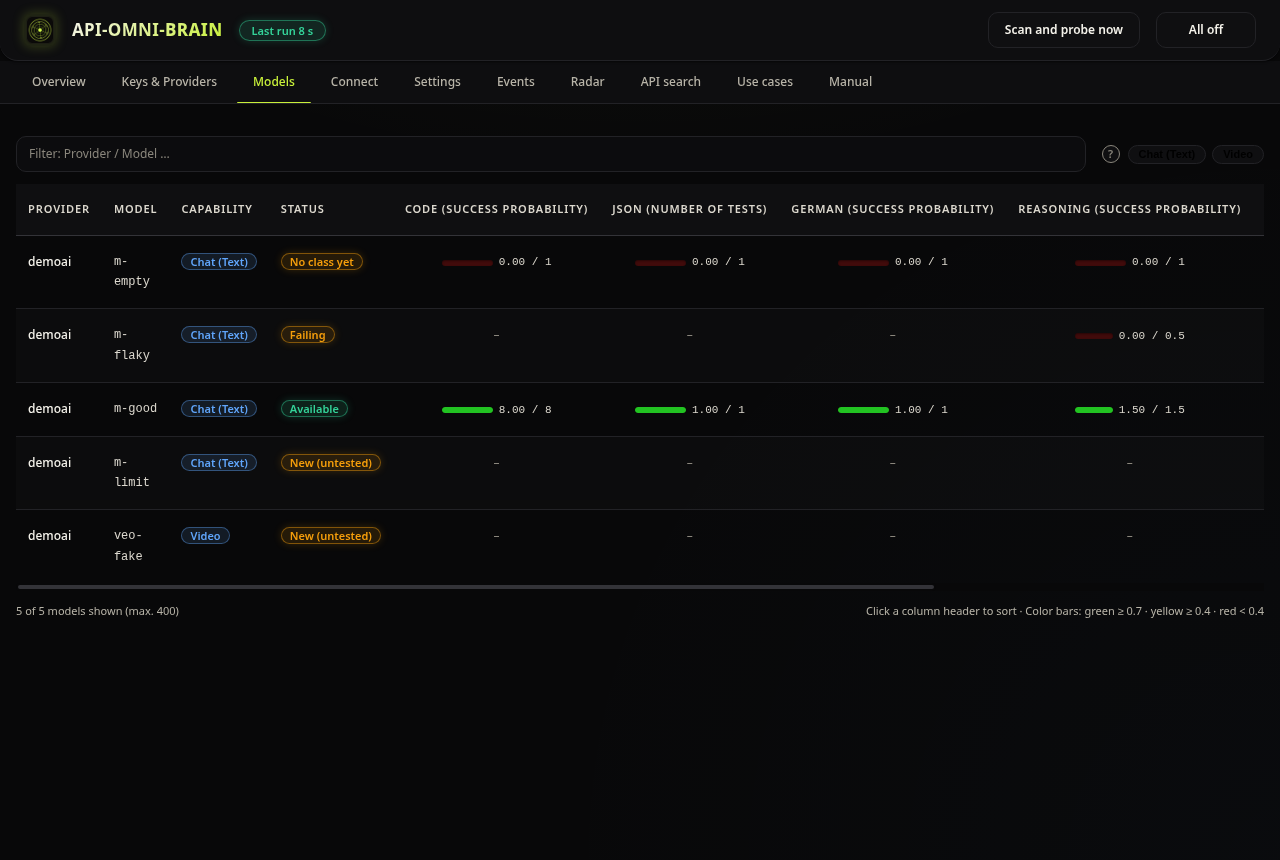 API-OMNI-BRAIN
Last run 8 s
Scan and probe now
All off
Overview
Keys & Providers
Models
Connect
Settings
Events
Radar
API search
Use cases
Manual
Filter: Provider / Model ...
?
Chat (Text)
Video
PROVIDER MODEL CAPABILITY STATUS CODE (SUCCESS PROBABILITY) JSON (NUMBER OF TESTS) GERMAN (SUCCESS PROBABILITY) REASONING (SUCCESS PROBABILITY)
demoai m- Chat (Text) No class yet 0.00 / 1 0.00 / 1 0.00 / 1 0.00 / 1
empty
demoai m- Chat (Text) Failing – – – 0.00 / 0.5
flaky
demoai m-good Chat (Text) Available 8.00 / 8 1.00 / 1 1.00 / 1 1.50 / 1.5
demoai m- Chat (Text) New (untested) – – – –
limit
demoai veo- Video New (untested) – – – –
fake
5 of 5 models shown (max. 400)
Click a column header to sort · Color bars: green ≥ 0.7 · yellow ≥ 0.4 · red < 0.4